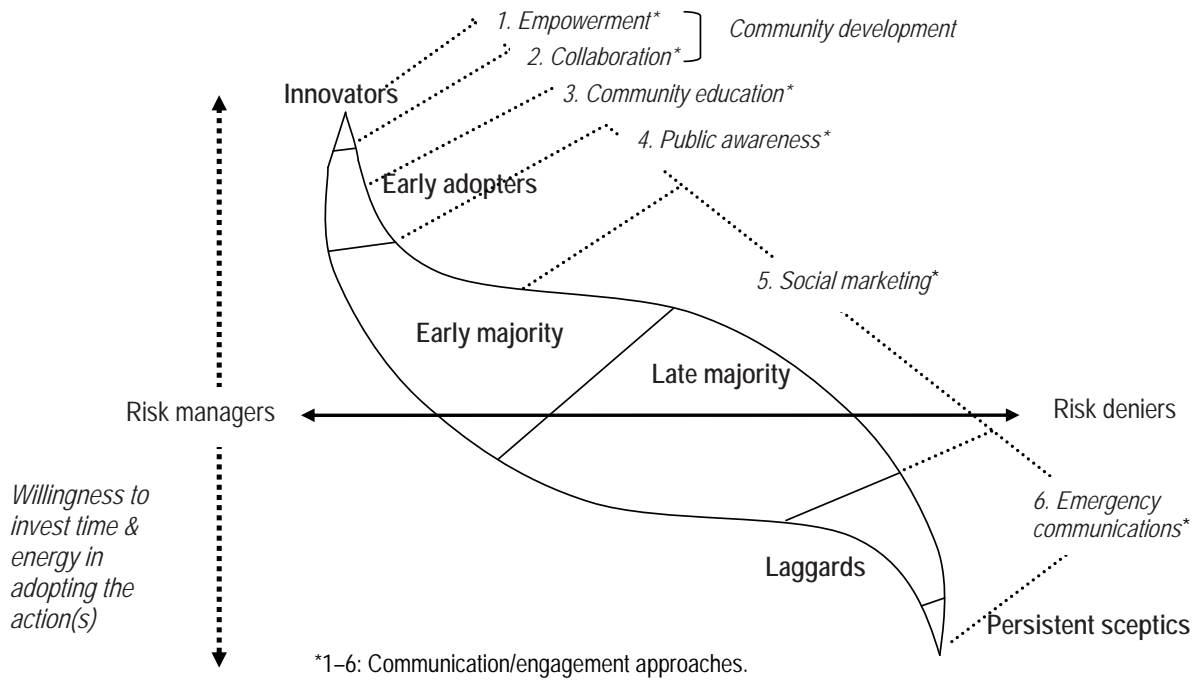 1. Empowerment*
Community development
2. Collaboration*
Innovators
3. Community education*
4. Public awareness*
Early adopters
5. Social marketing*
Early majority
Late majority
Risk managers
Risk deniers
Willingness to
invest time &
energy in
adopting the
action(s)
6. Emergency
communications*
Laggards
Persistent sceptics
*1–6: Communication/engagement approaches.